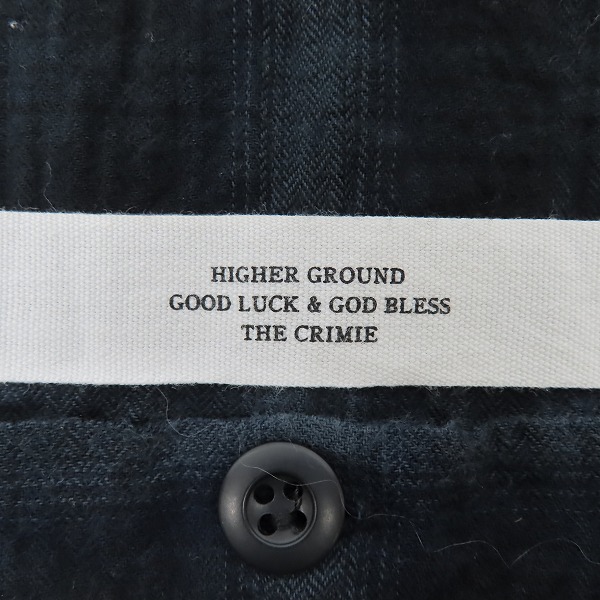 HIGHER GROUND
GOOD LUCK & GOD BLESS
THE CRIMIE